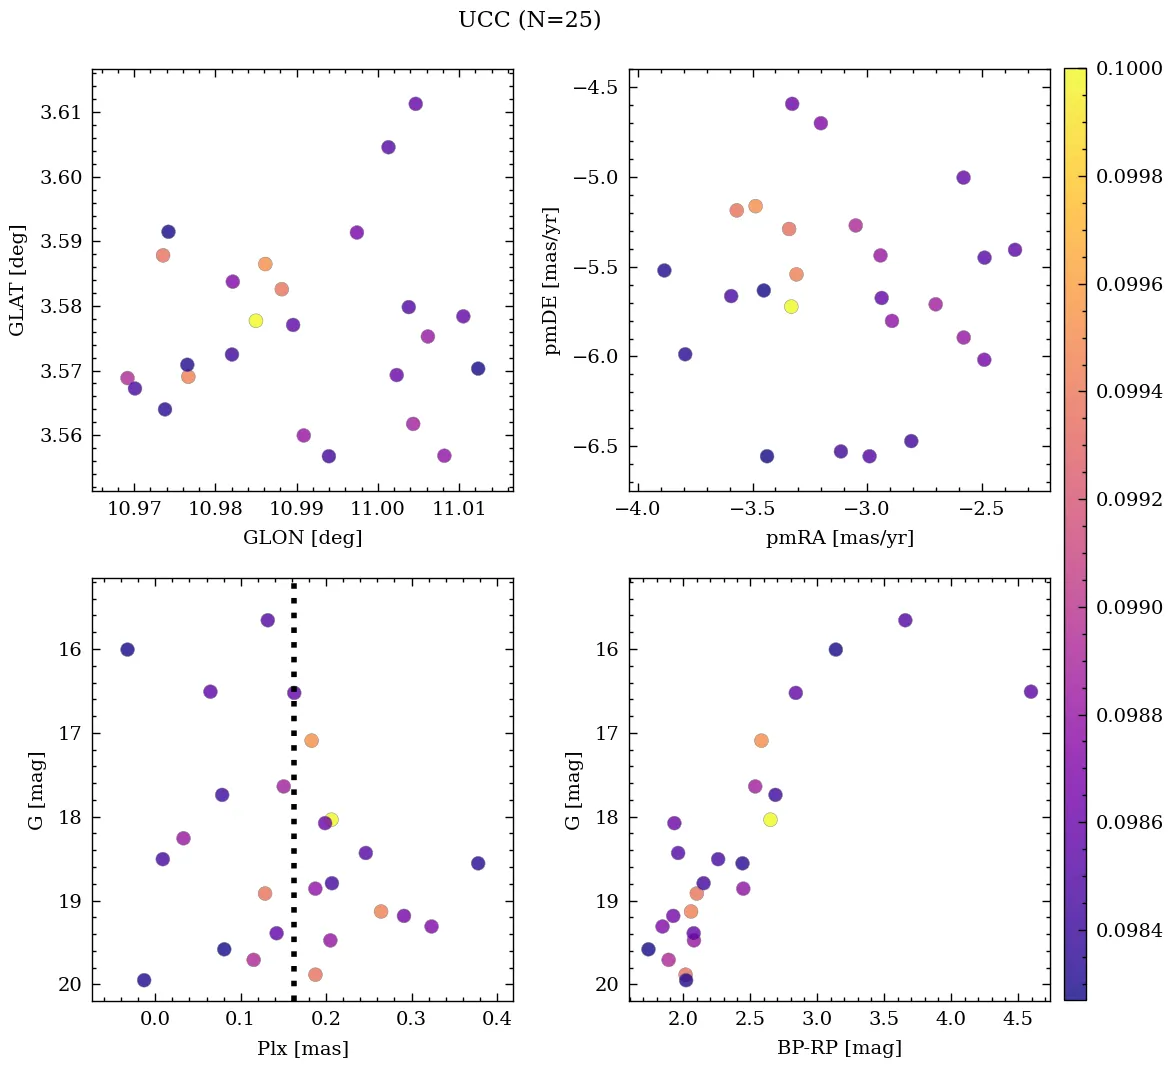 UCC (N=25)
3.61
3.60
3.59
3.58
3.57
3.56
GLAT [deg]
10.97 10.98 10.99 11.00 11.01
GLON [deg]
−4.5
−5.0
−5.5
−6.0
−6.5
pmDE [mas/yr]
−4.0 −3.5 −3.0 −2.5
pmRA [mas/yr]
0.1000
0.0998
0.0996
0.0994
0.0992
0.0990
0.0988
0.0986
0.0984
16
17
18
19
20
G [mag]
0.0 0.1 0.2 0.3 0.4
Plx [mas]
16
17
18
19
20
G [mag]
2.0 2.5 3.0 3.5 4.0 4.5
BP-RP [mag]